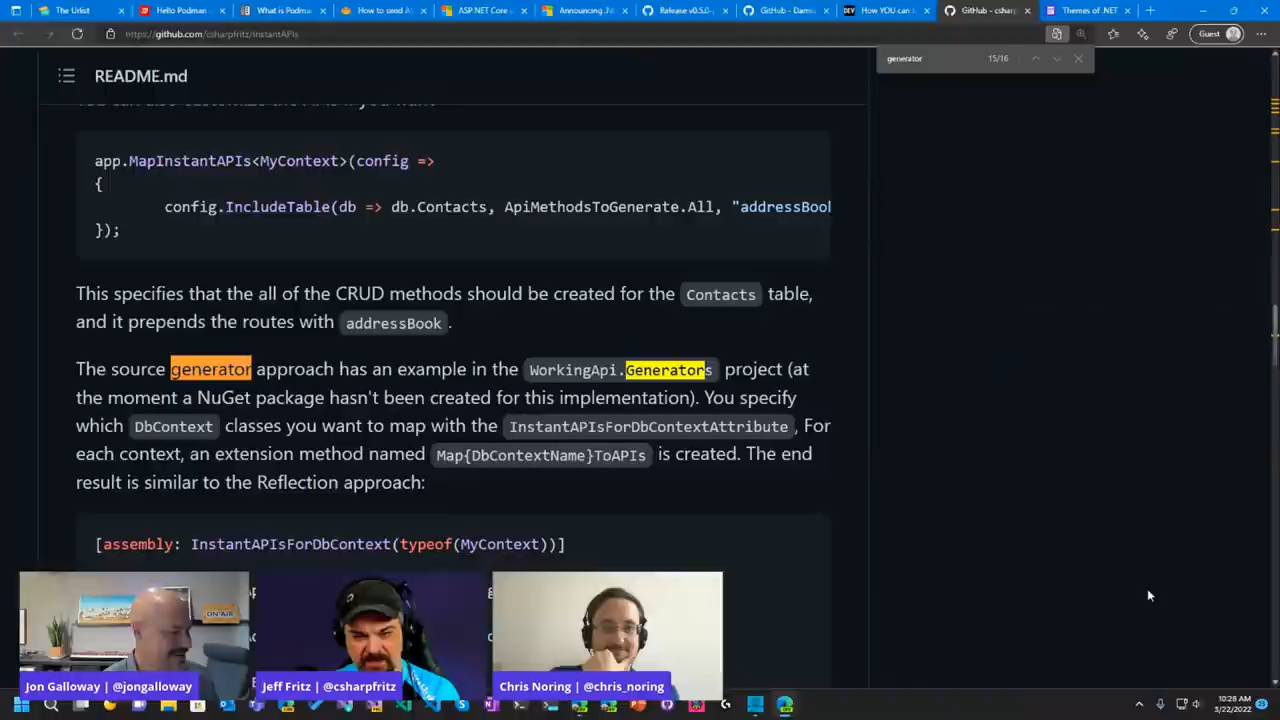 The Urlist
Hello Podman
What is Podm
How to send A
ASP.NET Core
Announcing .N
Release v0.5.0
GitHub - Dami
How YOU can
GitHub - csharp
Themes of .NET
https://github.com/csharpfritz/InstantAPIs
Guest
generator 15/16
README.md
app.MapInstantAPIs<MyContext>(config =>
{
config.IncludeTable(db => db.Contacts, ApiMethodsToGenerate.All, "addressBook
});
This specifies that the all of the CRUD methods should be created for the Contacts table,
and it prepends the routes with addressBook.
The source generator approach has an example in the WorkingApi.Generators project (at
the moment a NuGet package hasn't been created for this implementation). You specify
which DbContext classes you want to map with the InstantAPIsForDbContextAttribute, For
each context, an extension method named Map{DbContextName}ToAPIs is created. The end
result is similar to the Reflection approach:
[assembly: InstantAPIsForDbContext(typeof(MyContext))]
ON-AIR
Jon Galloway | @jongalloway
Jeff Fritz | @csharpfritz
Chris Noring | @chris_noring
10:28 AM
3/22/2022